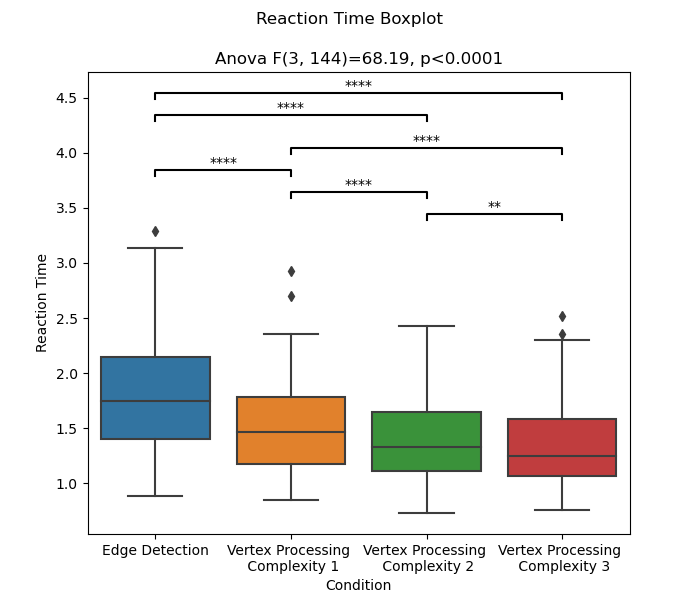 Reaction Time Boxplot
Anova F(3, 144)=68.19, p<0.0001
****
****
****
****
****
**
4.5
4.0
3.5
3.0
2.5
2.0
1.5
1.0
Reaction Time
Edge Detection
Vertex Processing
Complexity 1
Vertex Processing
Complexity 2
Vertex Processing
Complexity 3
Condition